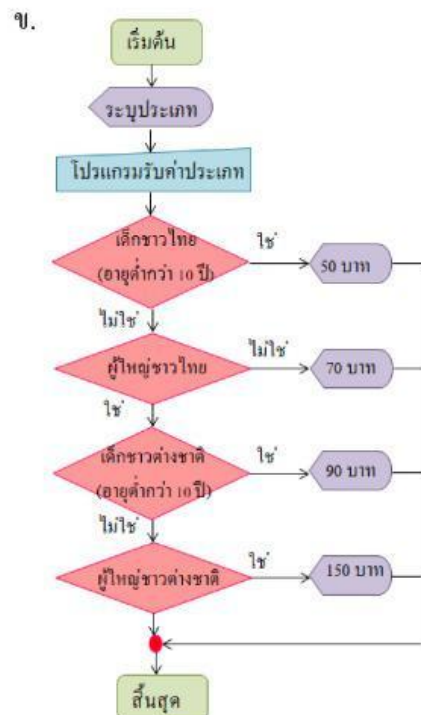 ข.
เริ่มต้น
ระบุประเภท
โปรแกรมรับค่าประเภท
เด็กชาวไทย
(อายุต่ำกว่า 10 ปี)
ใช่
50 บาท
ไม่ใช่
ผู้ใหญ่ชาวไทย
ไม่ใช่
70 บาท
ใช่
เด็กชาวต่างชาติ
(อายุต่ำกว่า 10 ปี)
ใช่
90 บาท
ไม่ใช่
ผู้ใหญ่ชาวต่างชาติ
ใช่
150 บาท
สิ้นสุด